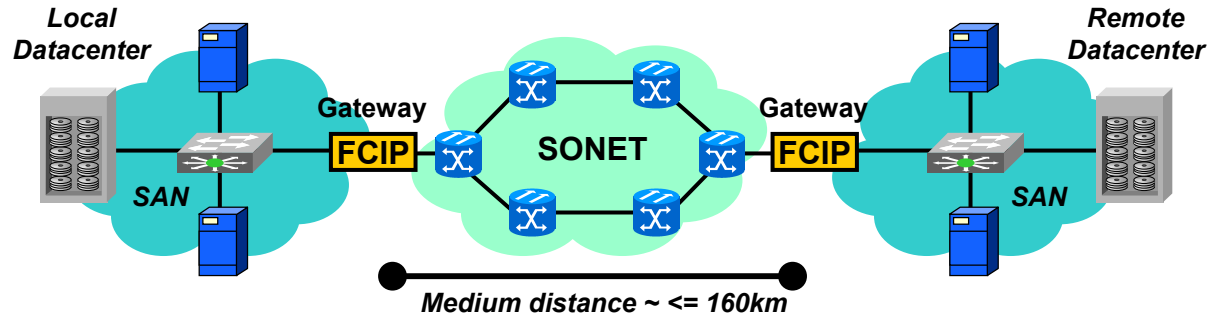 Local
Datacenter
Remote
Datacenter
Gateway
Gateway
FCIP
SONET
FCIP
SAN
SAN
Medium distance ~ <= 160km